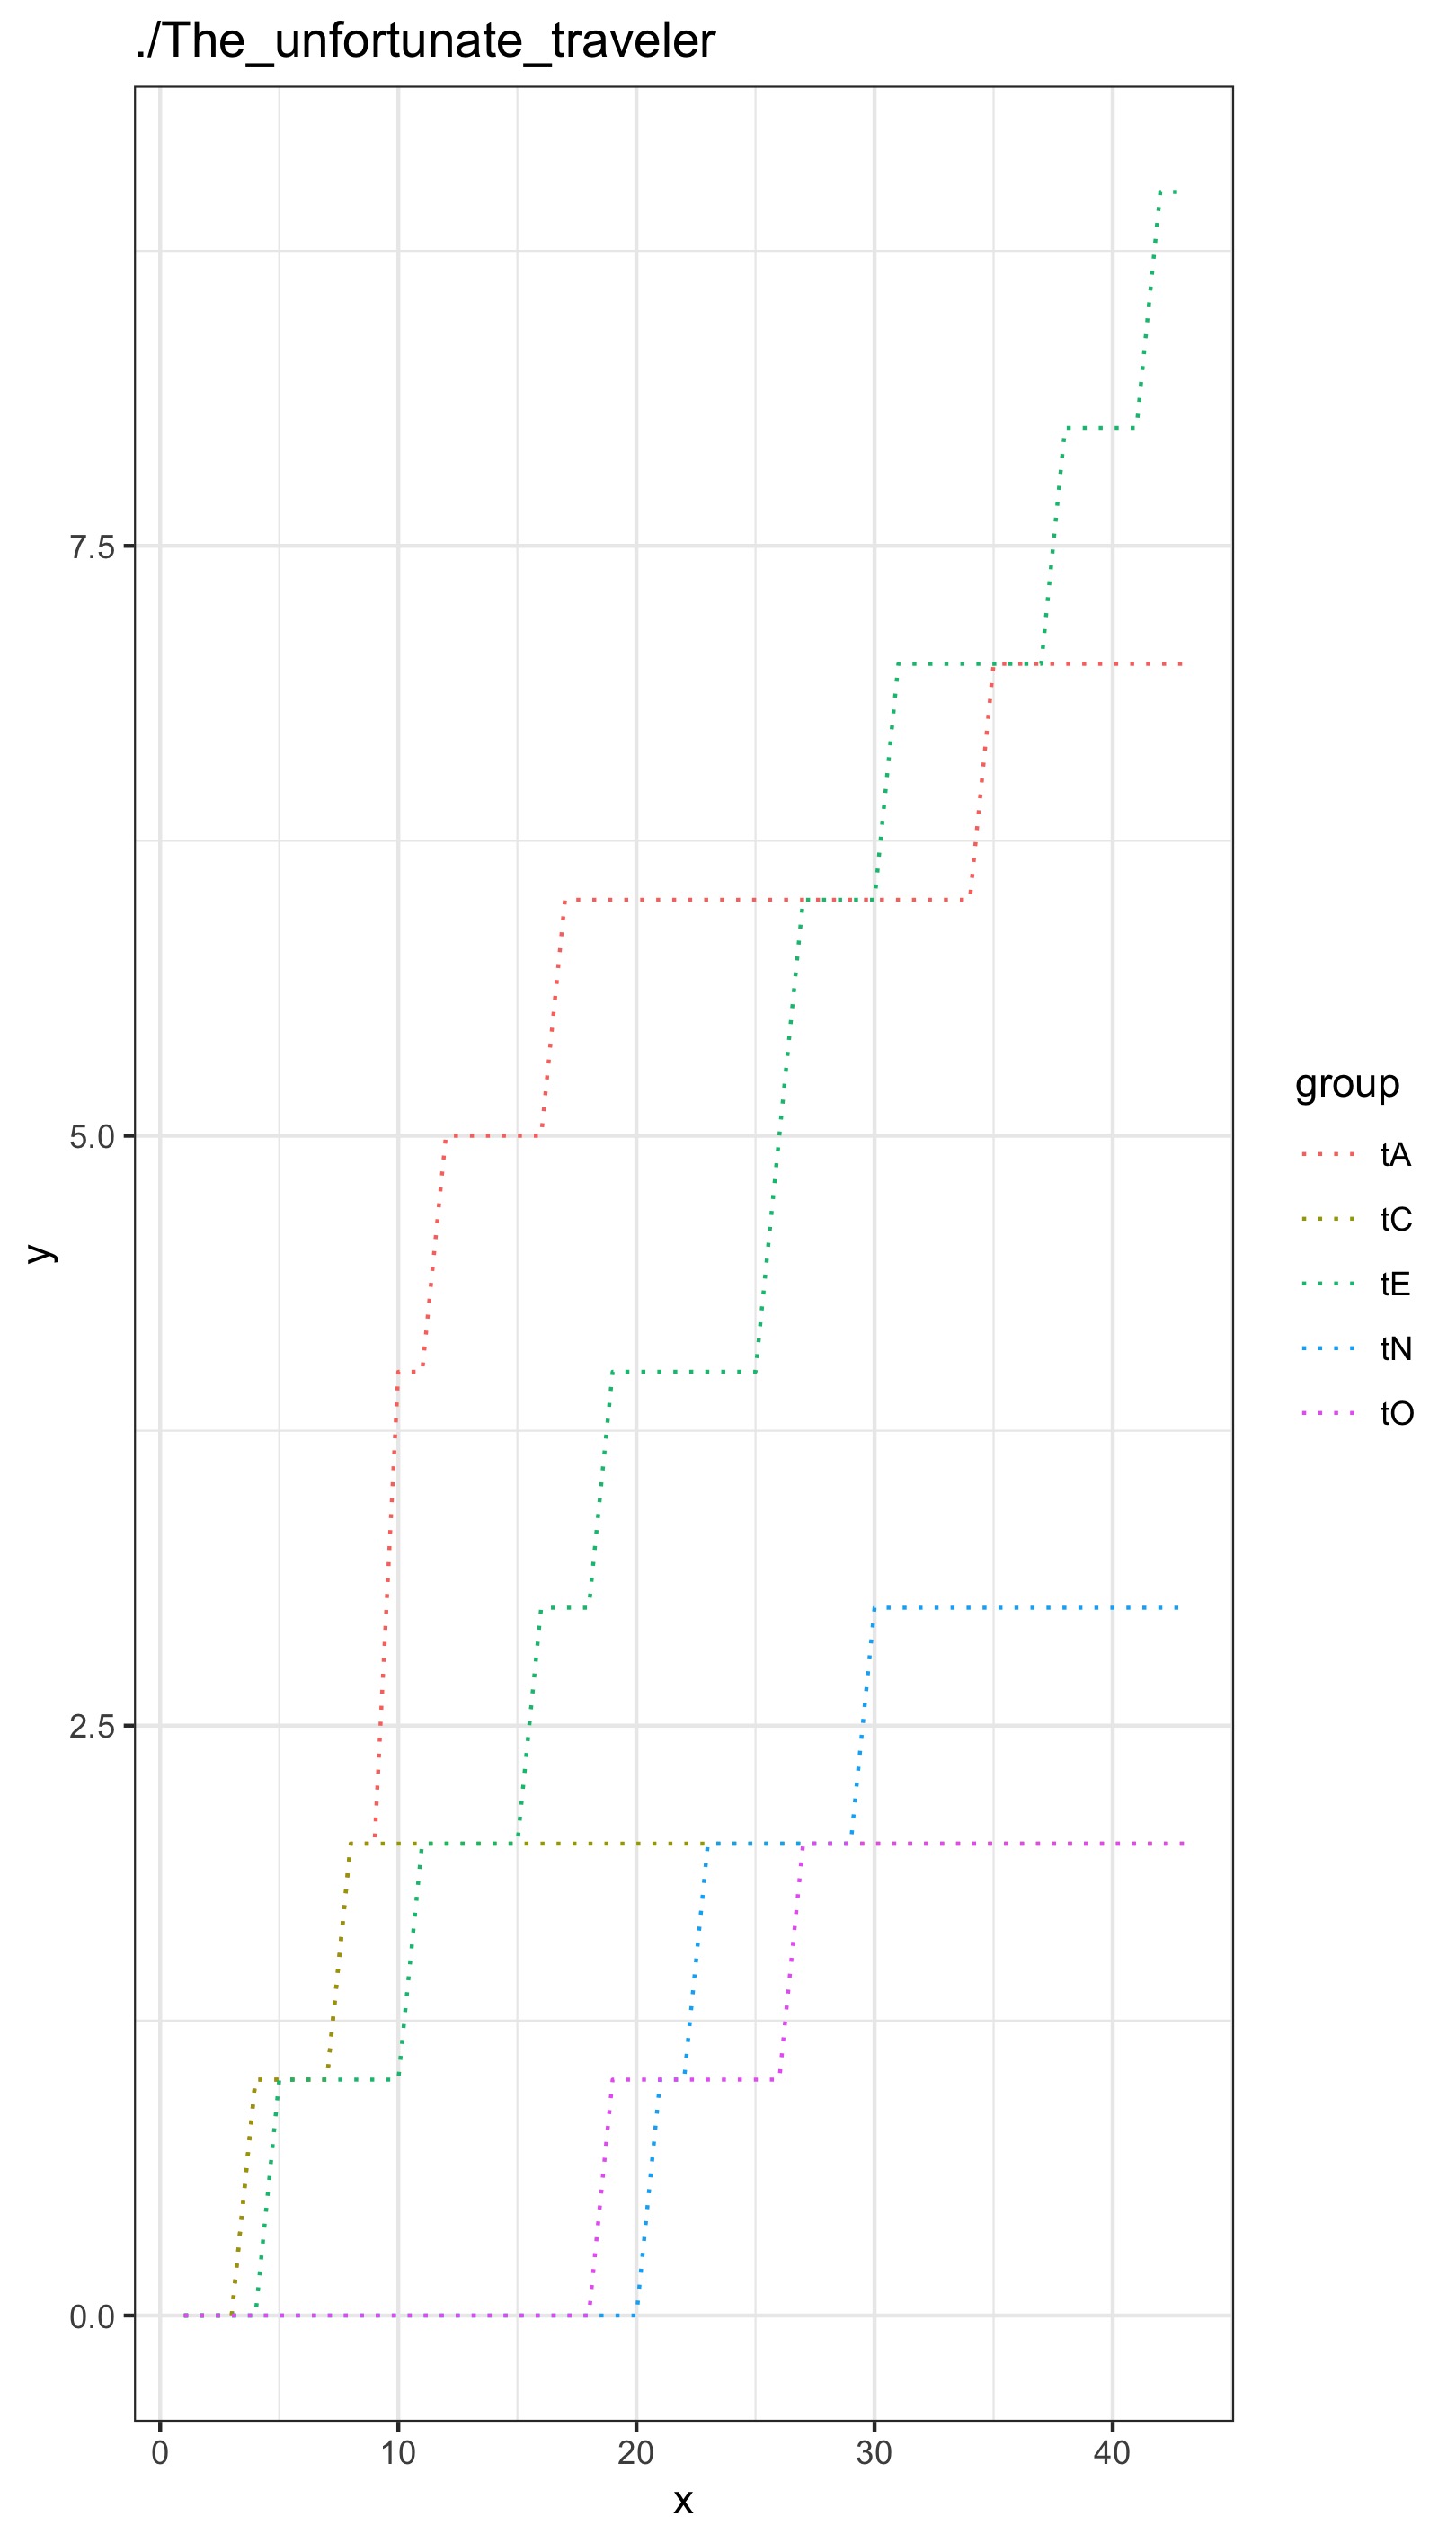 ./The_unfortunate_traveler
7.5
5.0
2.5
0.0
y
0 10 20 30 40
x
group
tA
tC
tE
tN
tO